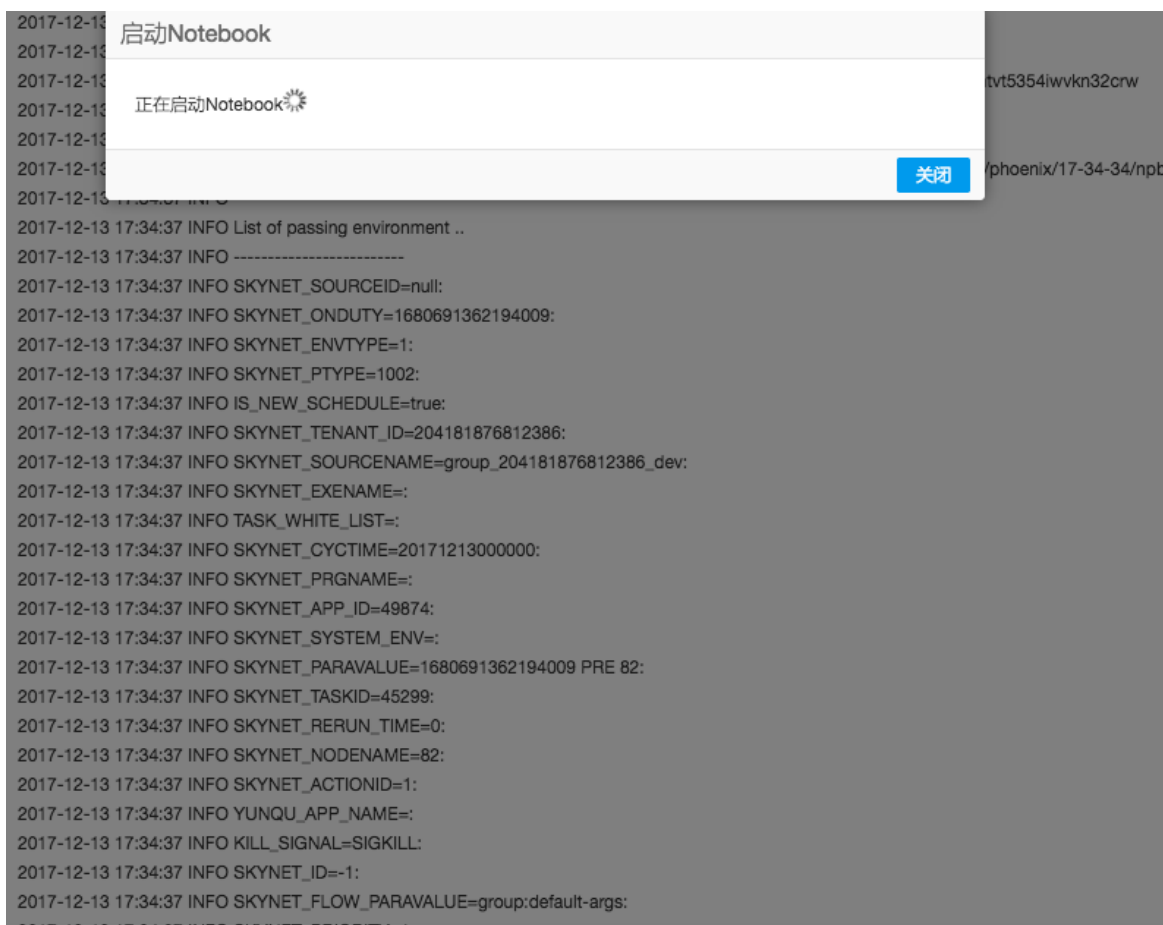 2017-12-13
启动Notebook
2017-12-13
2017-12-13 tvt5354iwvkn32crw
正在启动Notebook
2017-12-13
2017-12-13
2017-12-13 /phoenix/17-34-34/npb
关闭
2017-12-13 17:34:37 INFO
2017-12-13 17:34:37 INFO List of passing environment ..
2017-12-13 17:34:37 INFO -------------------------
2017-12-13 17:34:37 INFO SKYNET_SOURCEID=null:
2017-12-13 17:34:37 INFO SKYNET_ONDUTY=1680691362194009:
2017-12-13 17:34:37 INFO SKYNET_ENVTYPE=1:
2017-12-13 17:34:37 INFO SKYNET_PTYPE=1002:
2017-12-13 17:34:37 INFO IS_NEW_SCHEDULE=true:
2017-12-13 17:34:37 INFO SKYNET_TENANT_ID=204181876812386:
2017-12-13 17:34:37 INFO SKYNET_SOURCENAME=group_204181876812386_dev:
2017-12-13 17:34:37 INFO SKYNET_EXENAME=:
2017-12-13 17:34:37 INFO TASK_WHITE_LIST=:
2017-12-13 17:34:37 INFO SKYNET_CYCTIME=20171213000000:
2017-12-13 17:34:37 INFO SKYNET_PRGNAME=:
2017-12-13 17:34:37 INFO SKYNET_APP_ID=49874:
2017-12-13 17:34:37 INFO SKYNET_SYSTEM_ENV=:
2017-12-13 17:34:37 INFO SKYNET_PARAVALUE=1680691362194009 PRE 82:
2017-12-13 17:34:37 INFO SKYNET_TASKID=45299:
2017-12-13 17:34:37 INFO SKYNET_RERUN_TIME=0:
2017-12-13 17:34:37 INFO SKYNET_NODENAME=82:
2017-12-13 17:34:37 INFO SKYNET_ACTIONID=1:
2017-12-13 17:34:37 INFO YUNQU_APP_NAME=:
2017-12-13 17:34:37 INFO KILL_SIGNAL=SIGKILL:
2017-12-13 17:34:37 INFO SKYNET_ID=-1:
2017-12-13 17:34:37 INFO SKYNET_FLOW_PARAVALUE=group:default-args: